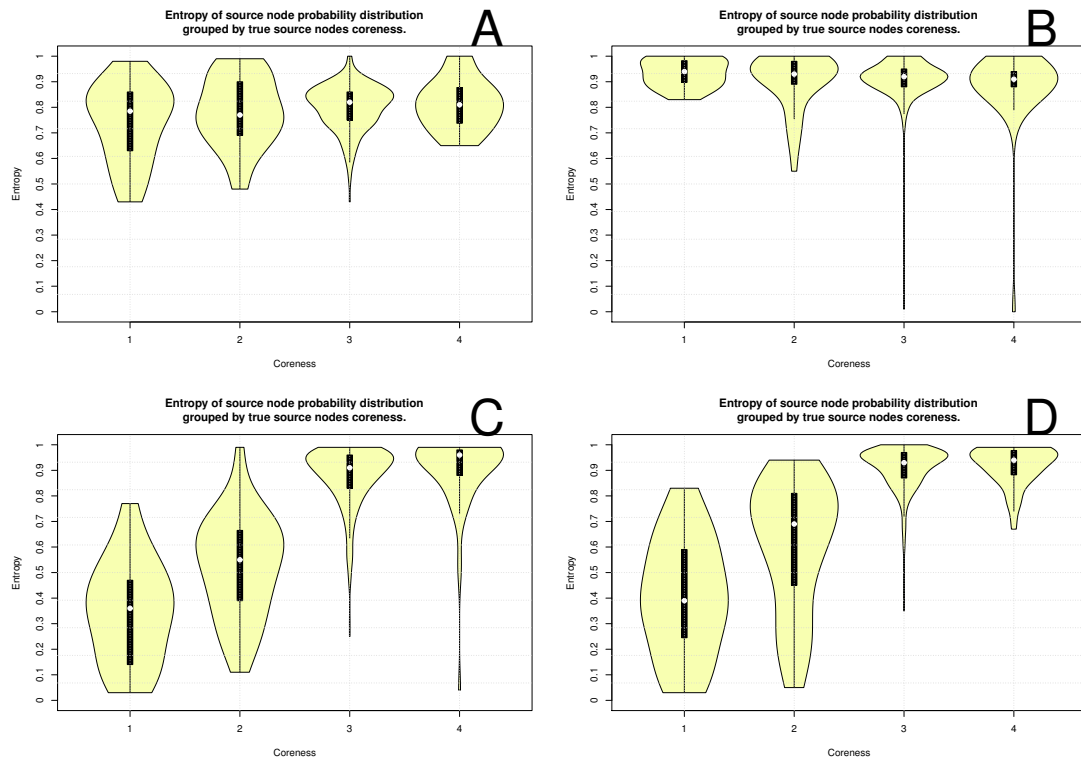 Entropy of source node probability distribution
grouped by true source nodes coreness.
A
Entropy
1
0.9
0.8
0.7
0.6
0.5
0.4
0.3
0.2
0.1
0
1 2 3 4
Coreness
Entropy of source node probability distribution
grouped by true source nodes coreness.
B
Entropy
1
0.9
0.8
0.7
0.6
0.5
0.4
0.3
0.2
0.1
0
1 2 3 4
Coreness
Entropy of source node probability distribution
grouped by true source nodes coreness.
C
Entropy
1
0.9
0.8
0.7
0.6
0.5
0.4
0.3
0.2
0.1
0
1 2 3 4
Coreness
Entropy of source node probability distribution
grouped by true source nodes coreness.
D
Entropy
1
0.9
0.8
0.7
0.6
0.5
0.4
0.3
0.2
0.1
0
1 2 3 4
Coreness